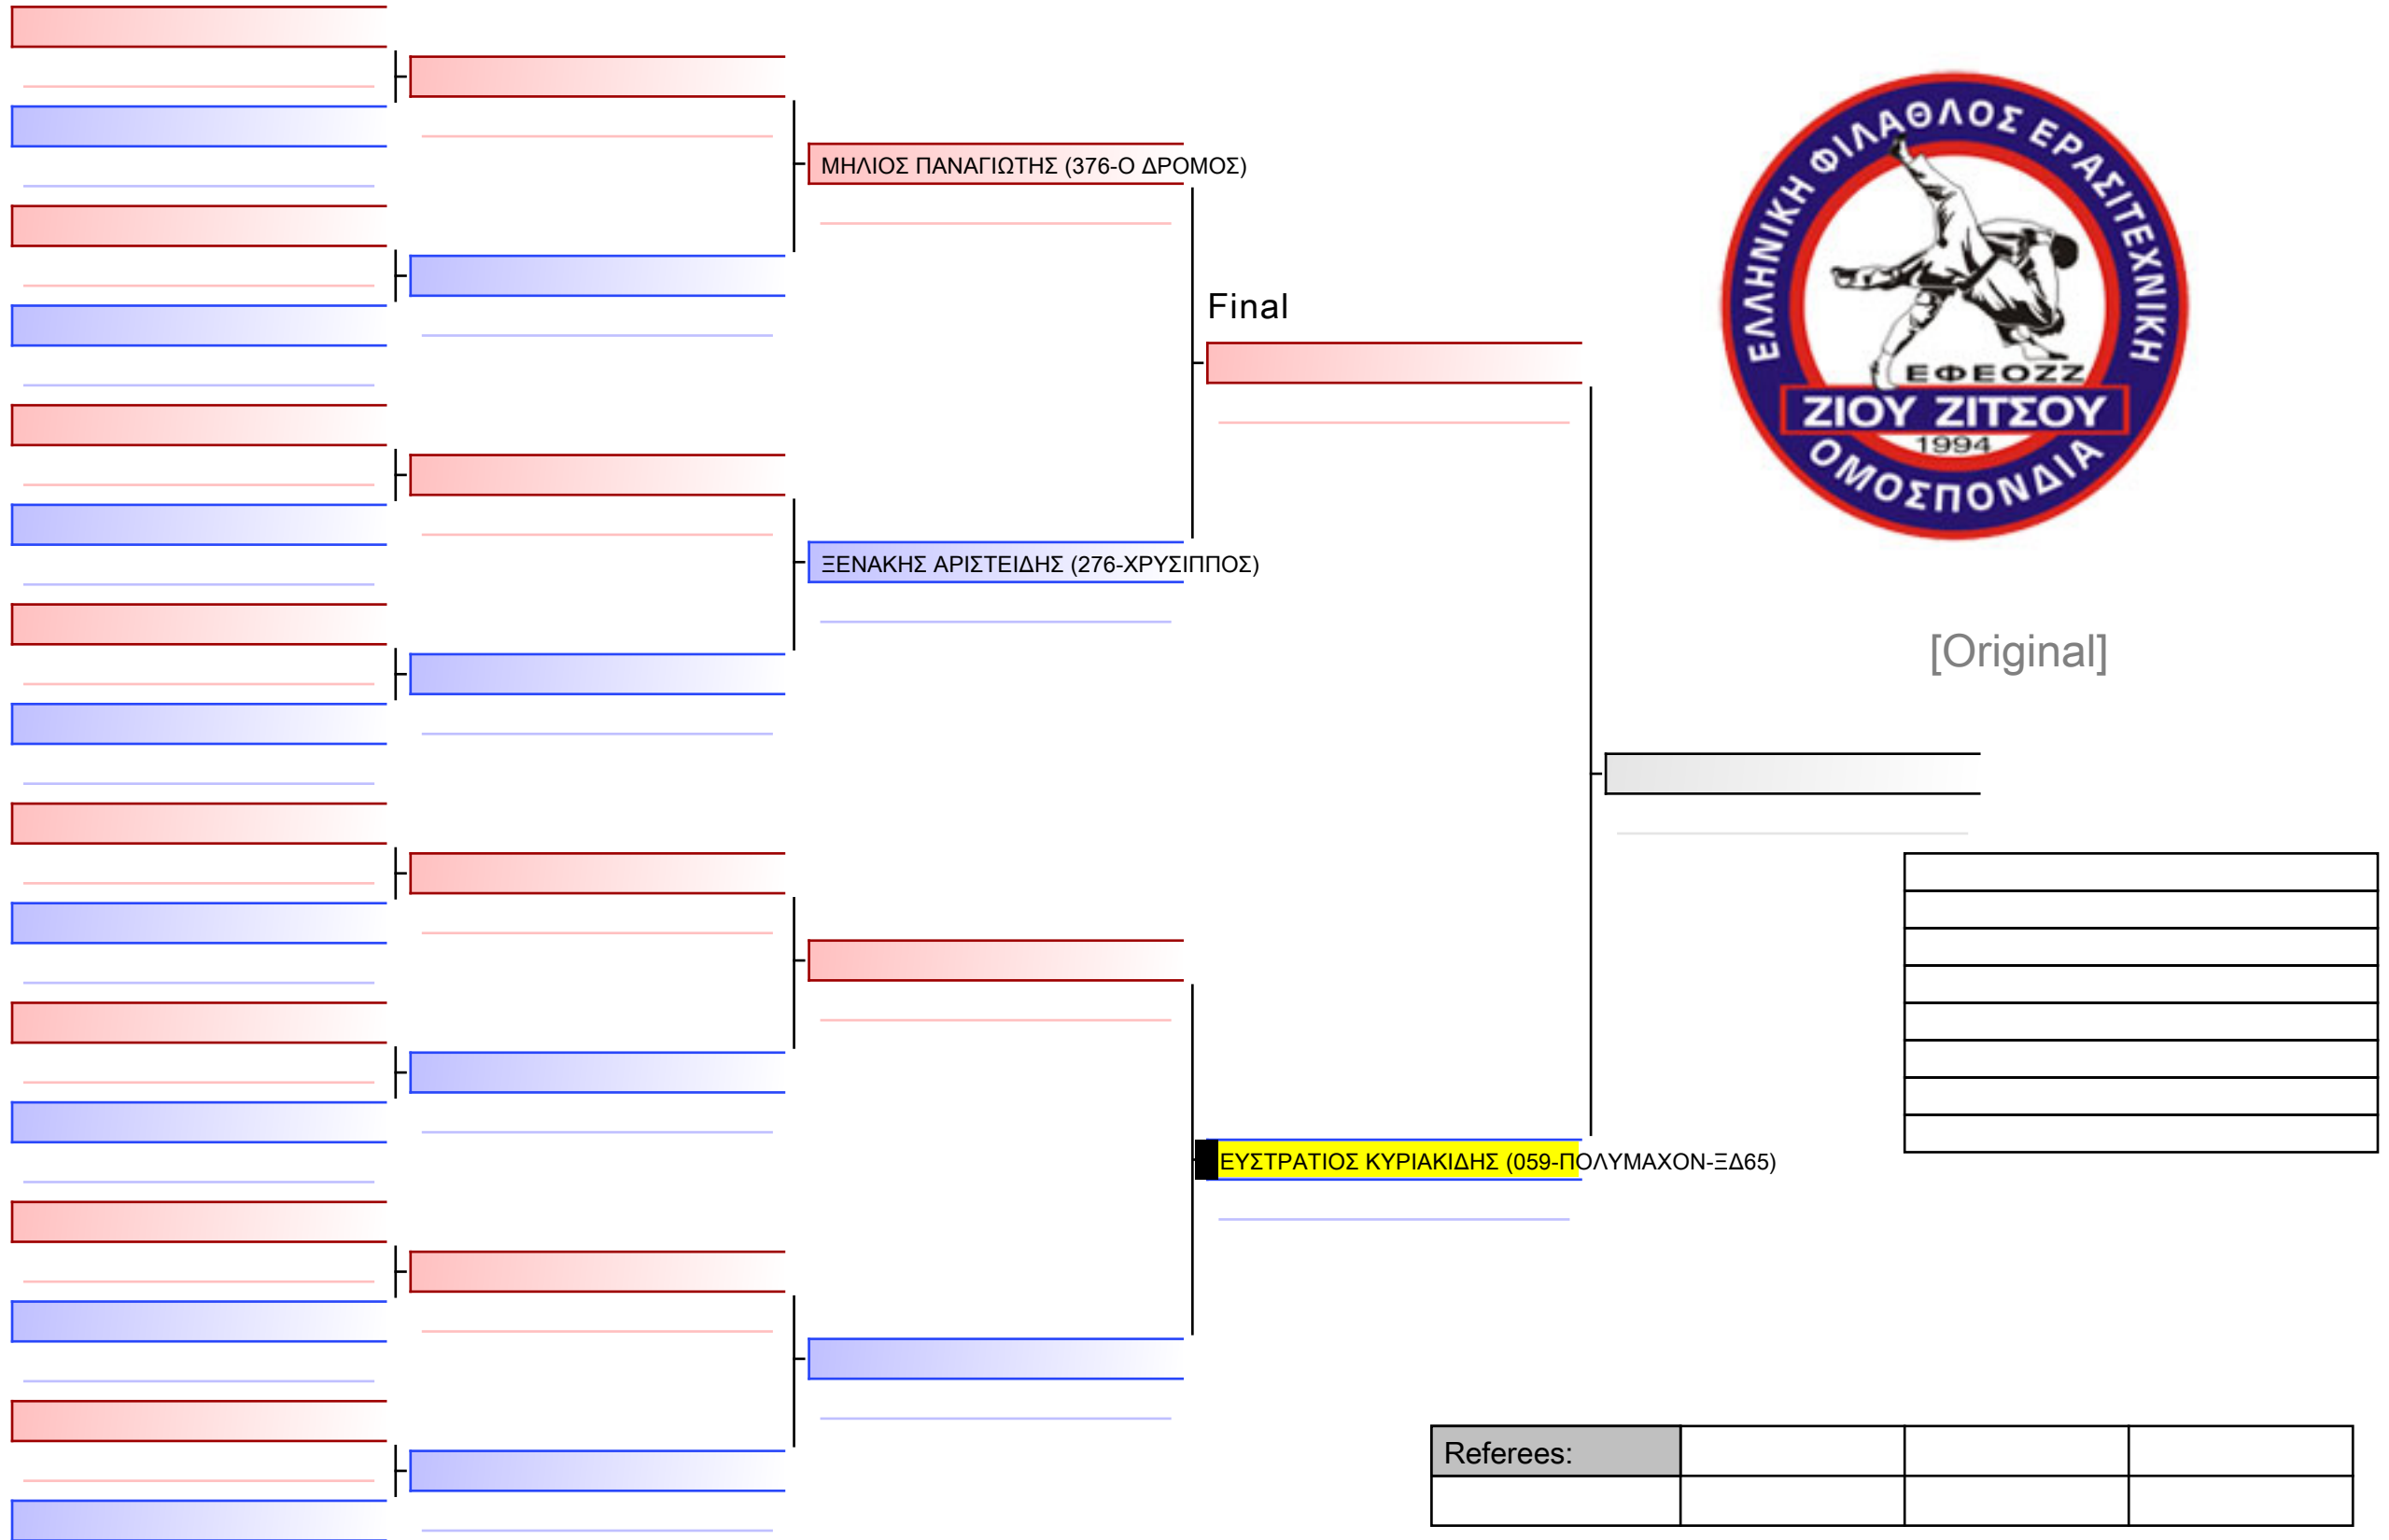 ΜΗΛΙΟΣ ΠΑΝΑΓΙΩΤΗΣ (376-Ο ΔΡΟΜΟΣ)
Final
ΞΕΝΑΚΗΣ ΑΡΙΣΤΕΙΔΗΣ (276-ΧΡΥΣΙΠΠΟΣ)
ΕΛΛΗΝΙΚΗ ΦΙΛΑΘΛΟΣ ΕΡΑΣΙΤΕΧΝΙΚΗ
ΕΦΕΟΖΖ
ΖΙΟΥ ΖΙΤΣΟΥ
1994
ΟΜΟΣΠΟΝΔΙΑ
[Original]
ΕΥΣΤΡΑΤΙΟΣ ΚΥΡΙΑΚΙΔΗΣ (059-ΠΟΛΥΜΑΧΟΝ-ΞΔ65)
Referees: